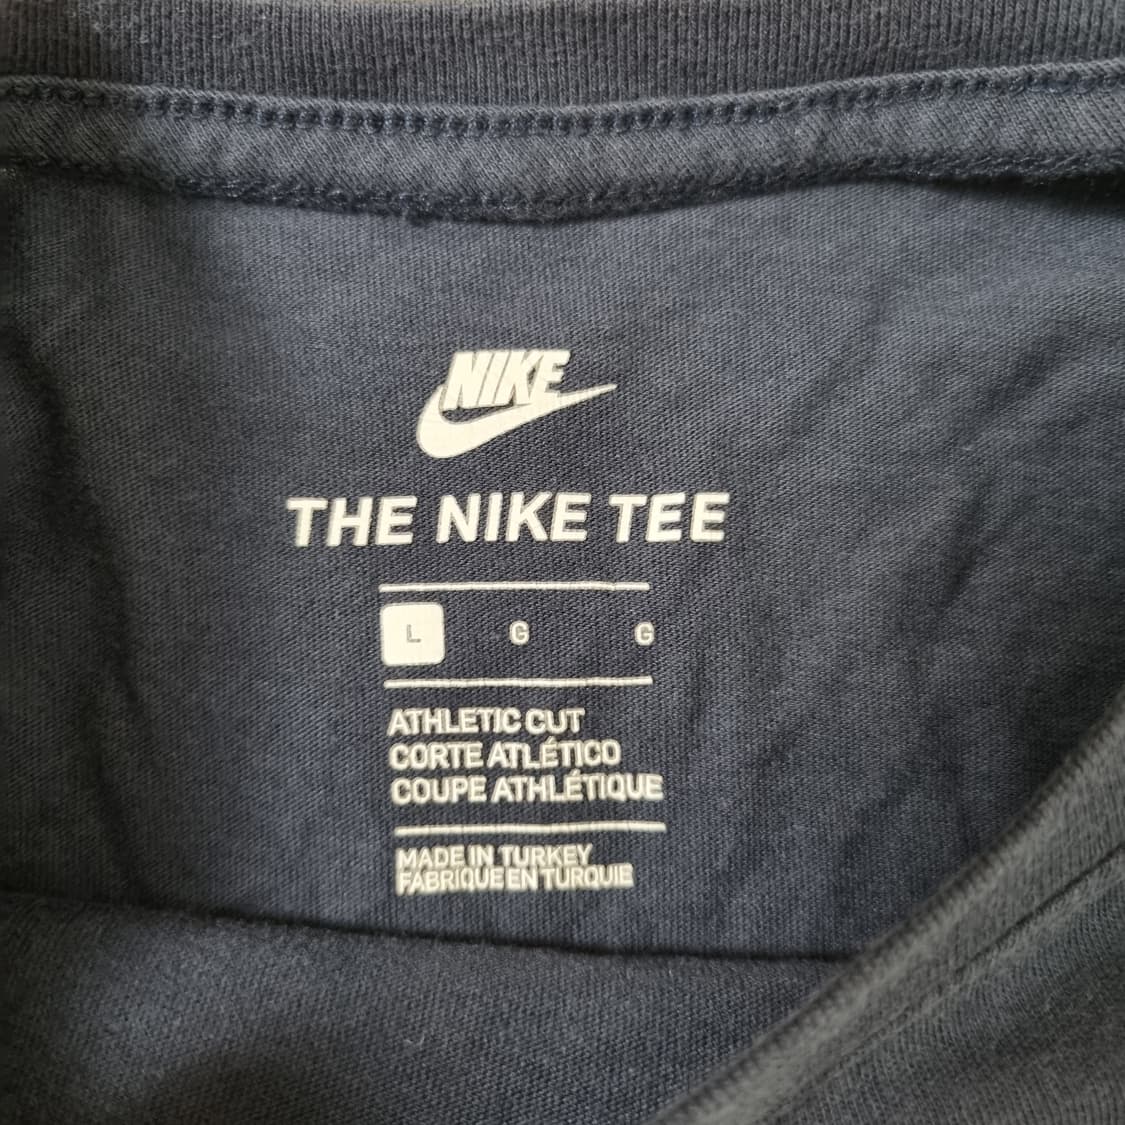 NIKE
THE NIKE TEE
L G G
ATHLETIC CUT
CORTE ATLÉTICO
COUPE ATHLÉTIQUE
MADE IN TURKEY
FABRIQUE EN TURQUIE